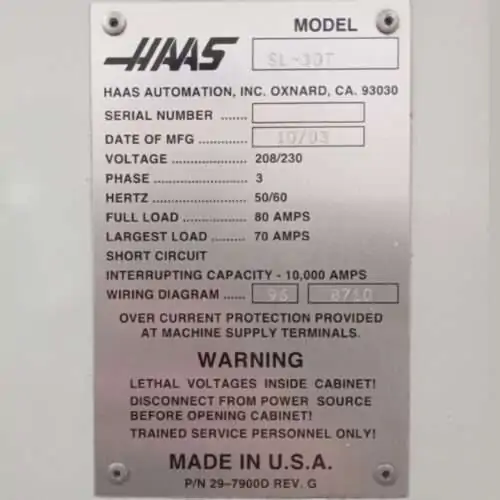 MODEL
HAAS SL-30T
HAAS AUTOMATION, INC. OXNARD, CA. 93030
SERIAL NUMBER ........
DATE OF MFG ............ 10/03
VOLTAGE .................. 208/230
PHASE ...................... 3
HERTZ ...................... 50/60
FULL LOAD ............... 80 AMPS
LARGEST LOAD ........ 70 AMPS
SHORT CIRCUIT
INTERRUPTING CAPACITY - 10,000 AMPS
WIRING DIAGRAM ...... 96 8710
OVER CURRENT PROTECTION PROVIDED
AT MACHINE SUPPLY TERMINALS.
WARNING
LETHAL VOLTAGES INSIDE CABINET!
DISCONNECT FROM POWER SOURCE
BEFORE OPENING CABINET!
TRAINED SERVICE PERSONNEL ONLY!
MADE IN U.S.A.
P/N 29-7900D REV. G